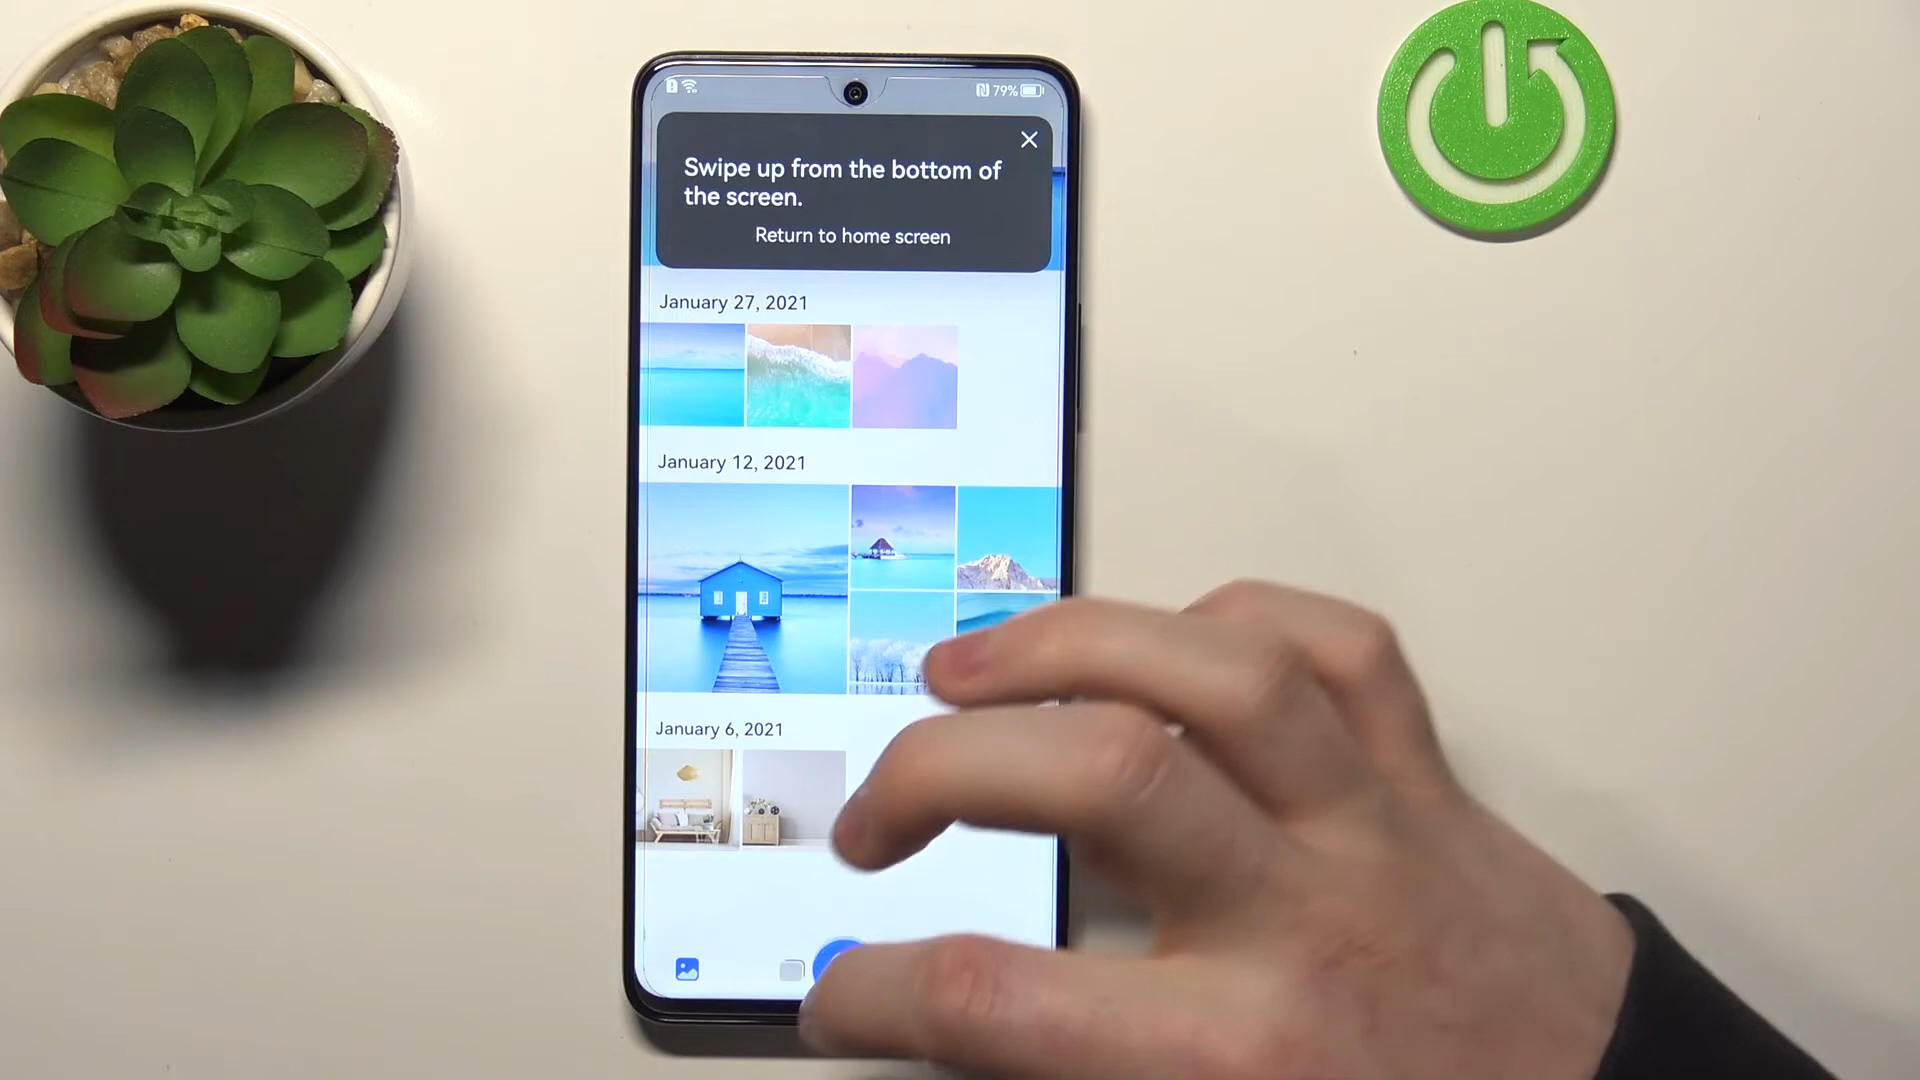 79%
Swipe up from the bottom of
the screen.
Return to home screen
January 27, 2021
January 12, 2021
January 6, 2021